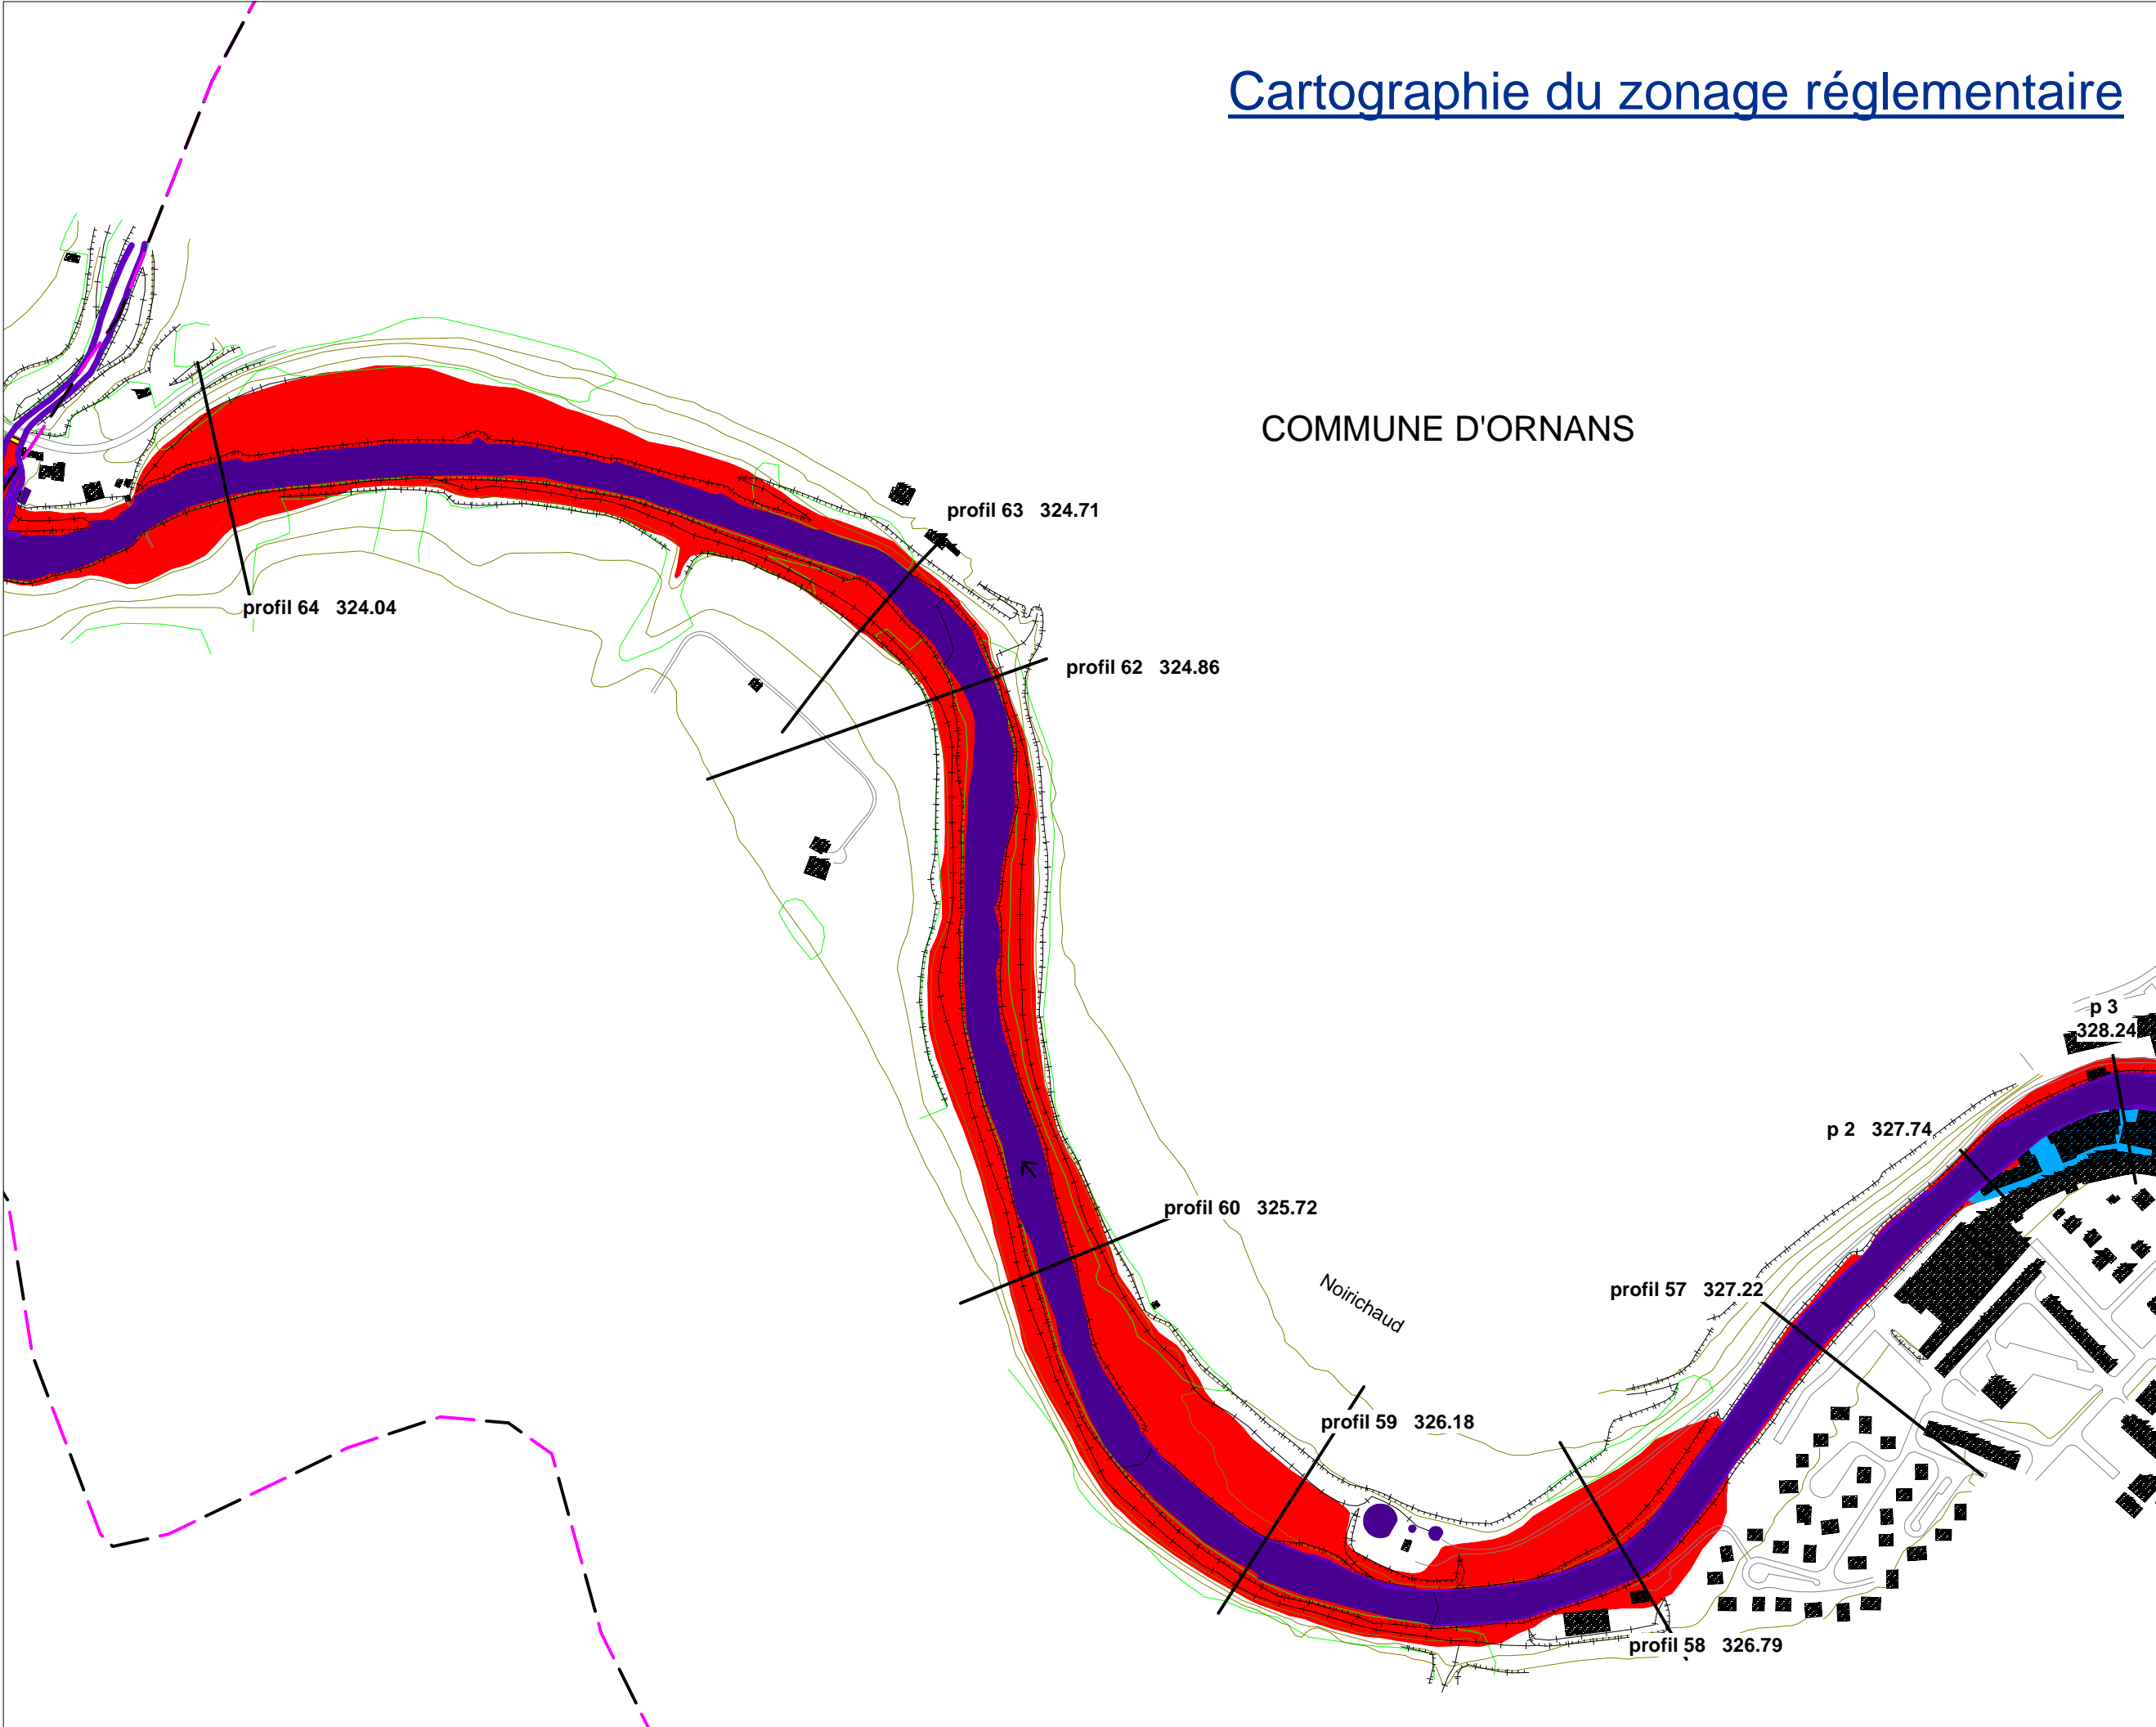 Cartographie du zonage réglementaire
COMMUNE D'ORNANS
profil 63 324.71
profil 64 324.04
profil 62 324.86
p 3
328.24
p 2 327.74
profil 60 325.72
Noirichaud
profil 57 327.22
profil 59 326.18
profil 58 326.79